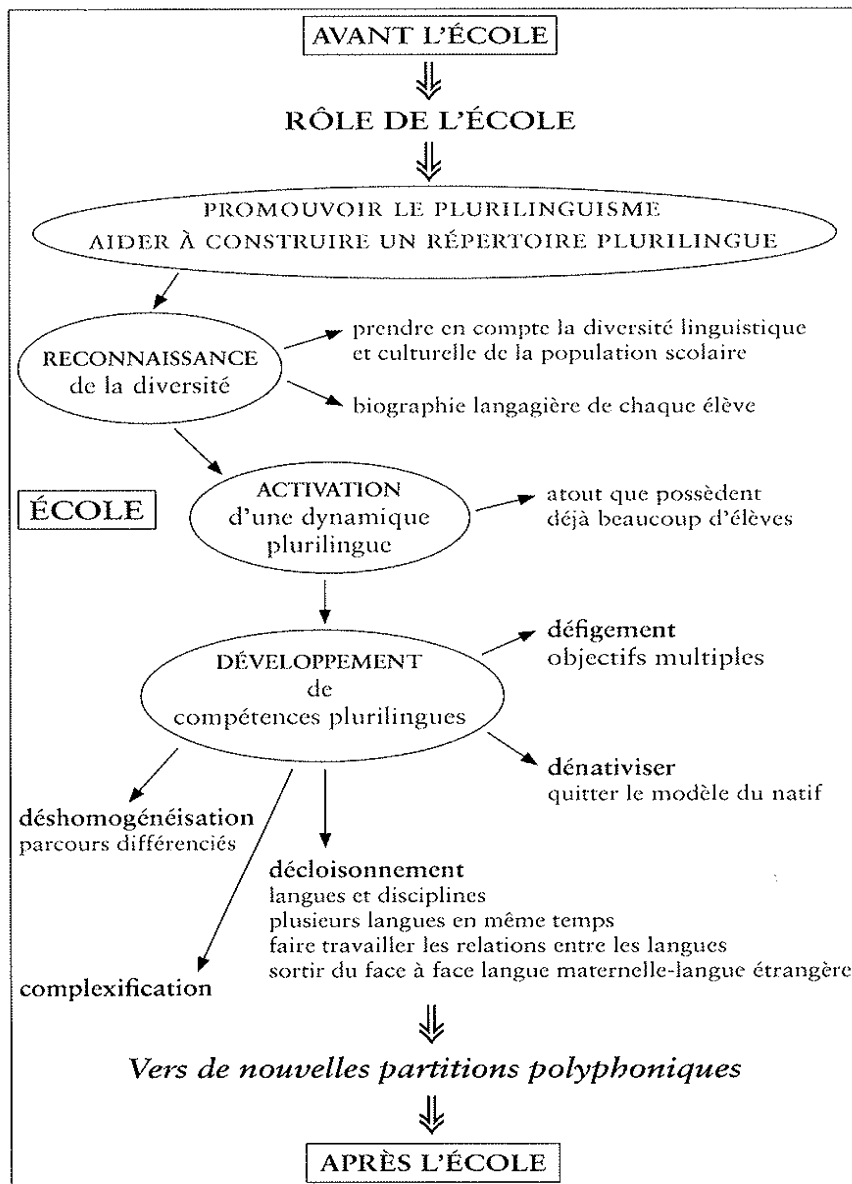 AVANT L'ÉCOLE
RÔLE DE L'ÉCOLE
PROMOUVOIR LE PLURILINGUISME
AIDER À CONSTRUIRE UN RÉPERTOIRE PLURILINGUE
RECONNAISSANCE
de la diversité
prendre en compte la diversité linguistique
et culturelle de la population scolaire
biographie langagière de chaque élève
ÉCOLE
ACTIVATION
d'une dynamique
plurilingue
atout que possèdent
déjà beaucoup d'élèves
DÉVELOPPEMENT
de
compétences plurilingues
défigement
objectifs multiples
dénativiser
quitter le modèle du natif
déshomogénéisation
parcours différenciés
décloisonnement
langues et disciplines
plusieurs langues en même temps
faire travailler les relations entre les langues
sortir du face à face langue maternelle-langue étrangère
complexification
Vers de nouvelles partitions polyphoniques
APRÈS L'ÉCOLE